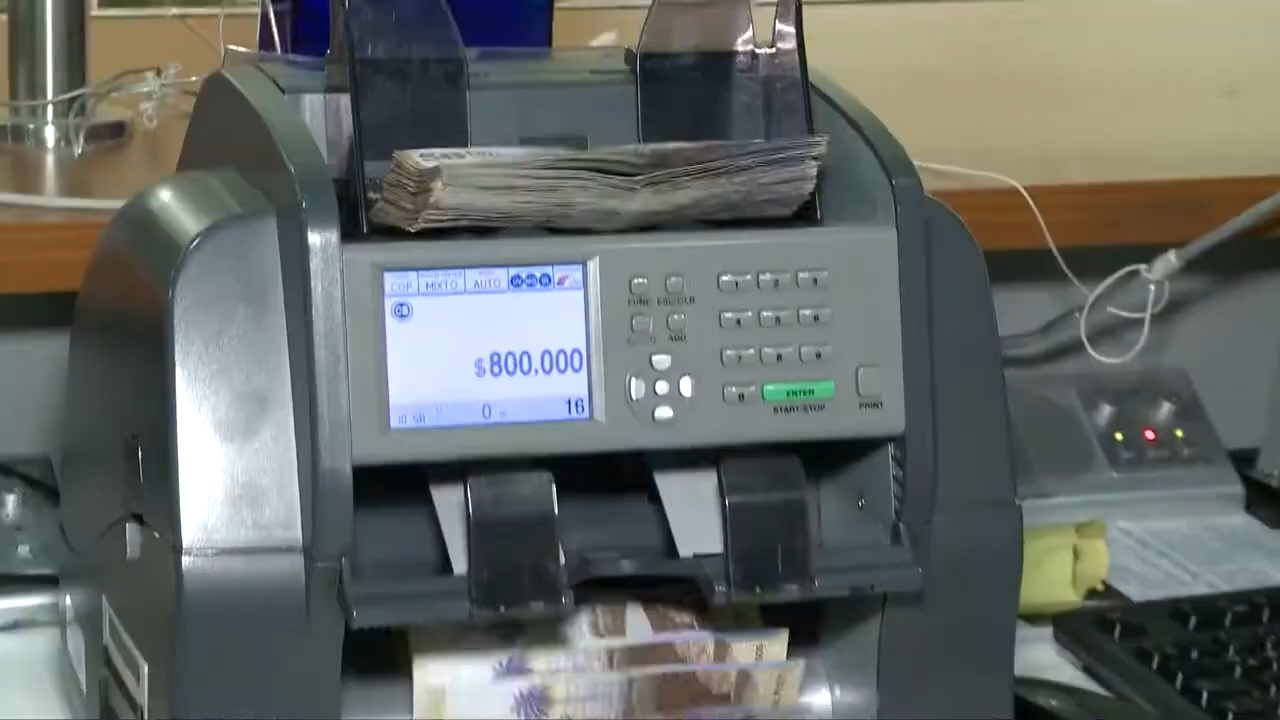 COP MIXTO AUTO
$800,000
0 16
FUNC ESC/CLR
ADD
1 2 3
4 5 6
7 8 9
0 ENTER
START/STOP
PRINT